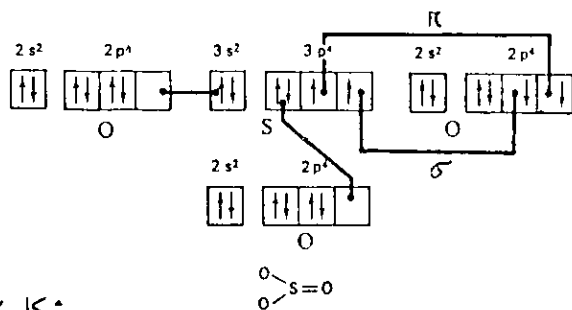 π
2 s² 2 p⁴ 3 s² 3 p⁴ 2 s² 2 p⁴
O S O
σ
2 s² 2 p⁴
O
O
S=O
O